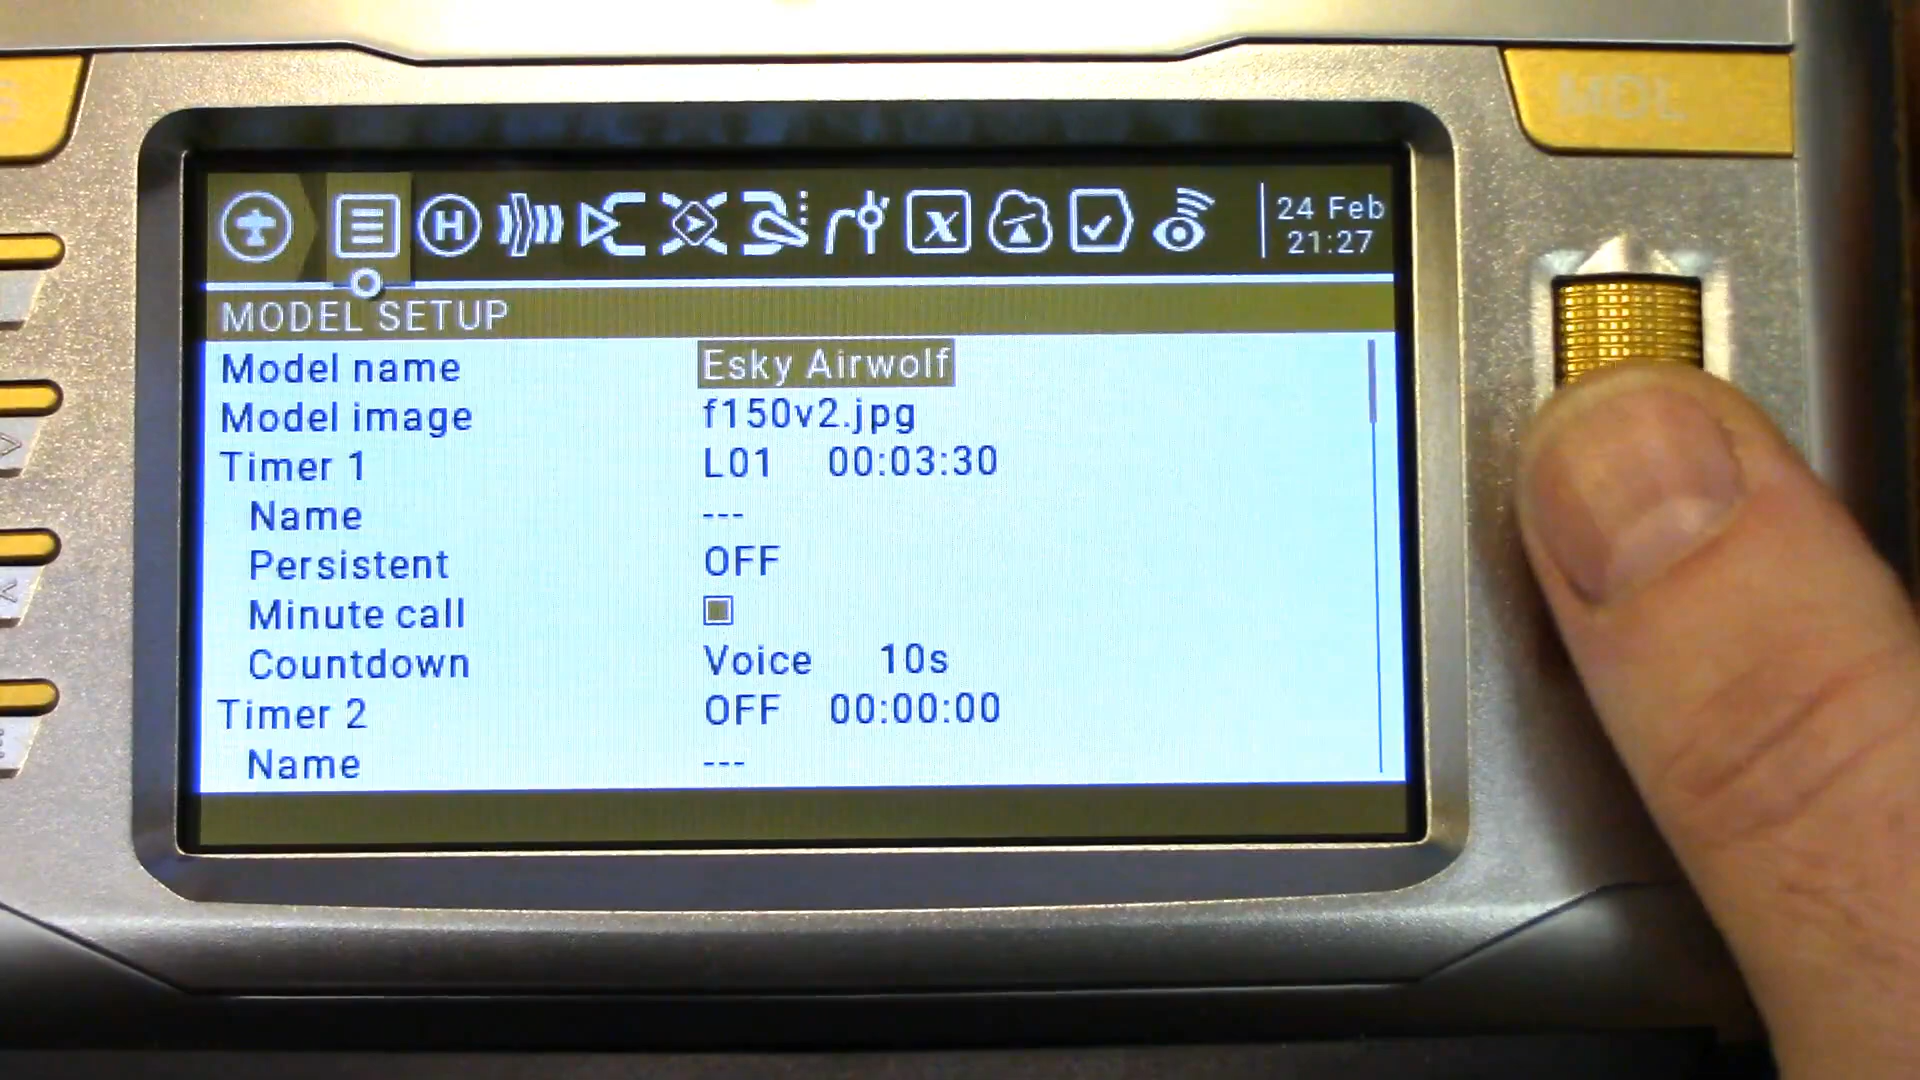 MDL
24 Feb
21:27
MODEL SETUP
Model name Esky Airwolf
Model image f150v2.jpg
Timer 1 L01 00:03:30
Name ---
Persistent OFF
Minute call
Countdown Voice 10s
Timer 2 OFF 00:00:00
Name ---